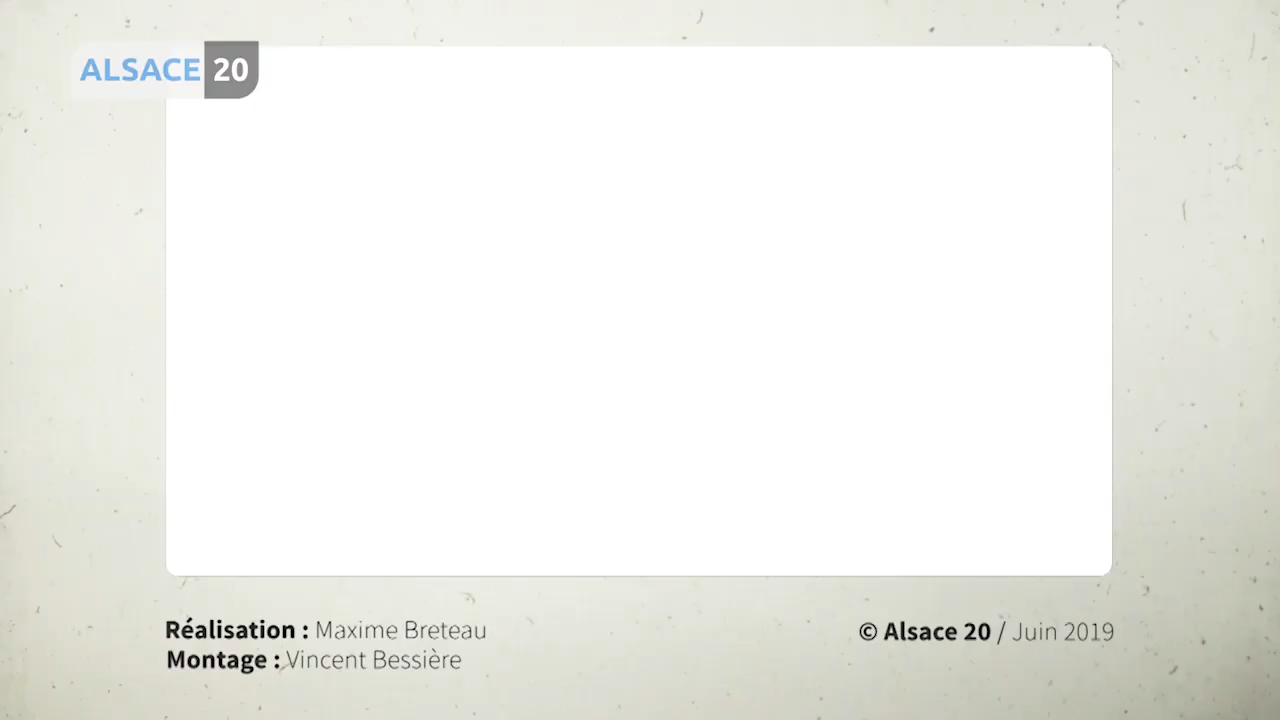 ALSACE 20
Réalisation : Maxime Breteau
Montage : Vincent Bessière
© Alsace 20 / Juin 2019